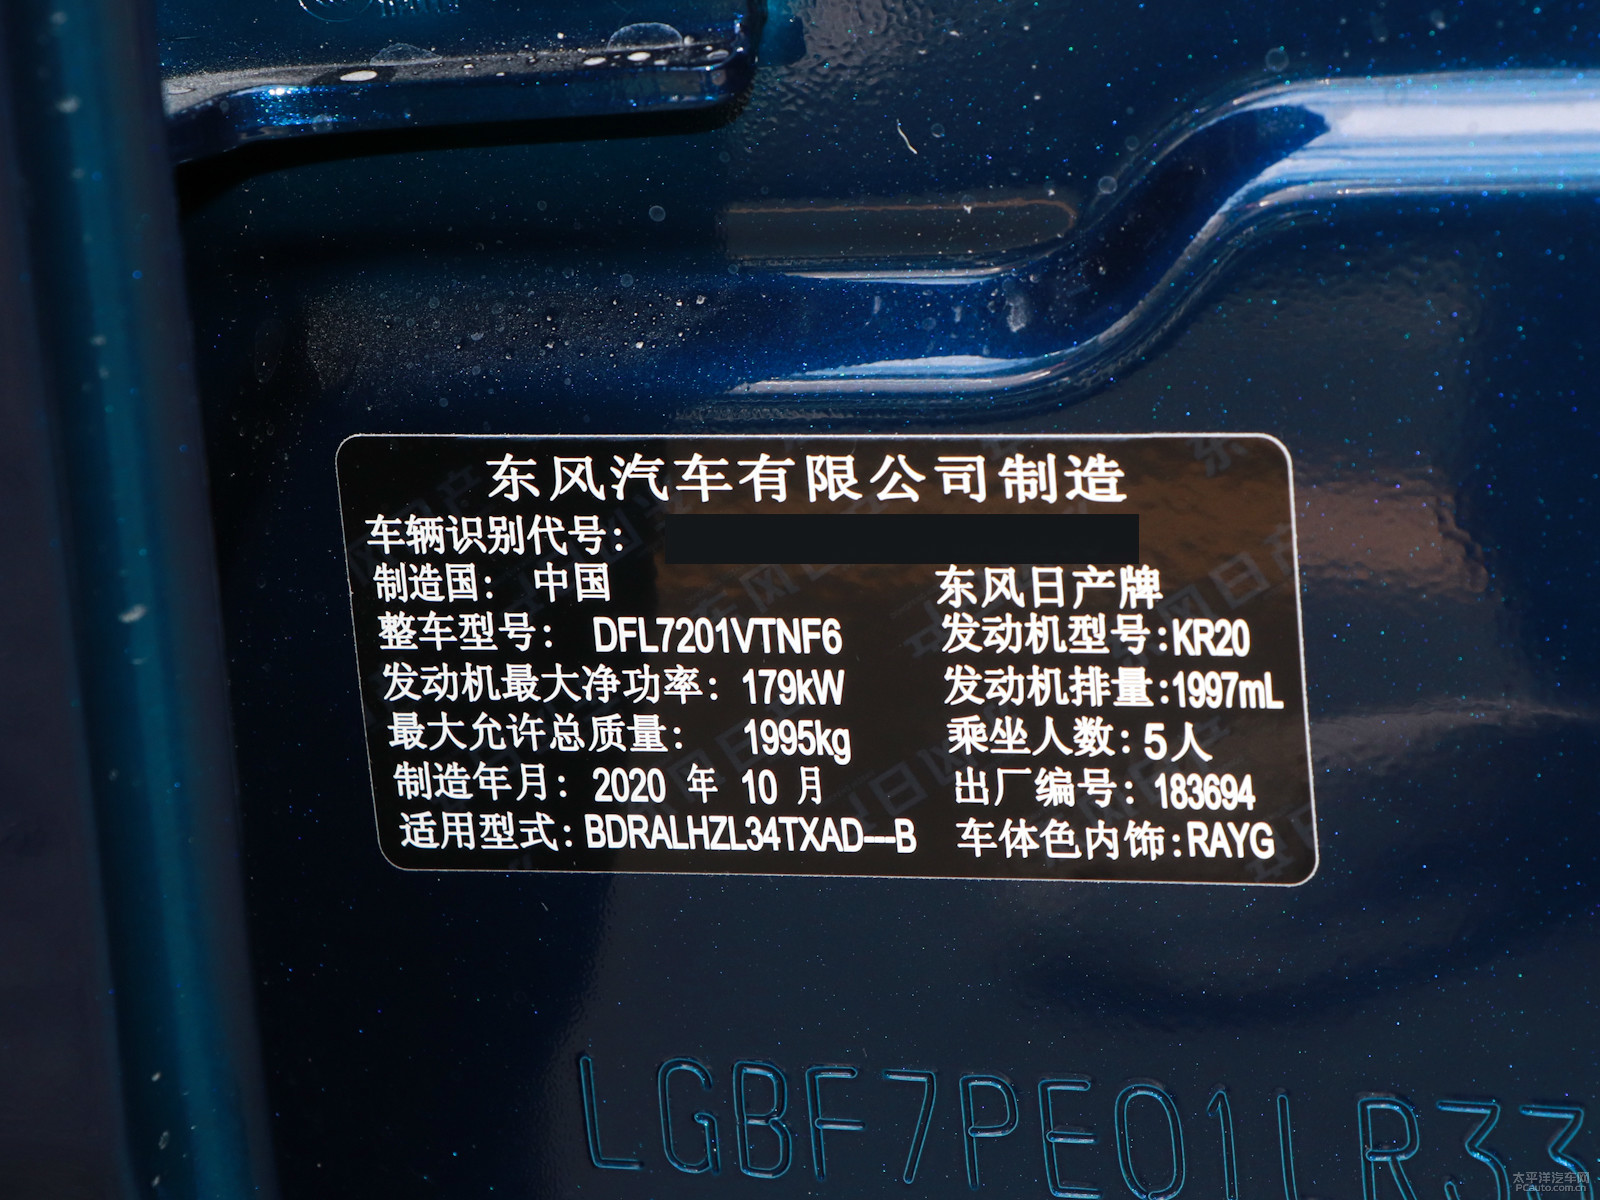 东风汽车有限公司制造
车辆识别代号：
制造国： 中国 东风日产牌
整车型号： DFL7201VTNF6 发动机型号：KR20
发动机最大净功率：179kW 发动机排量：1997mL
最大允许总质量： 1995kg 乘坐人数：5人
制造年月：2020 年 10 月 出厂编号：183694
适用型式：BDRALHZL34TXAD---B 车体色内饰：RAYG
LGBF7PE01LR33
太平洋汽车网
PCauto.com.cn